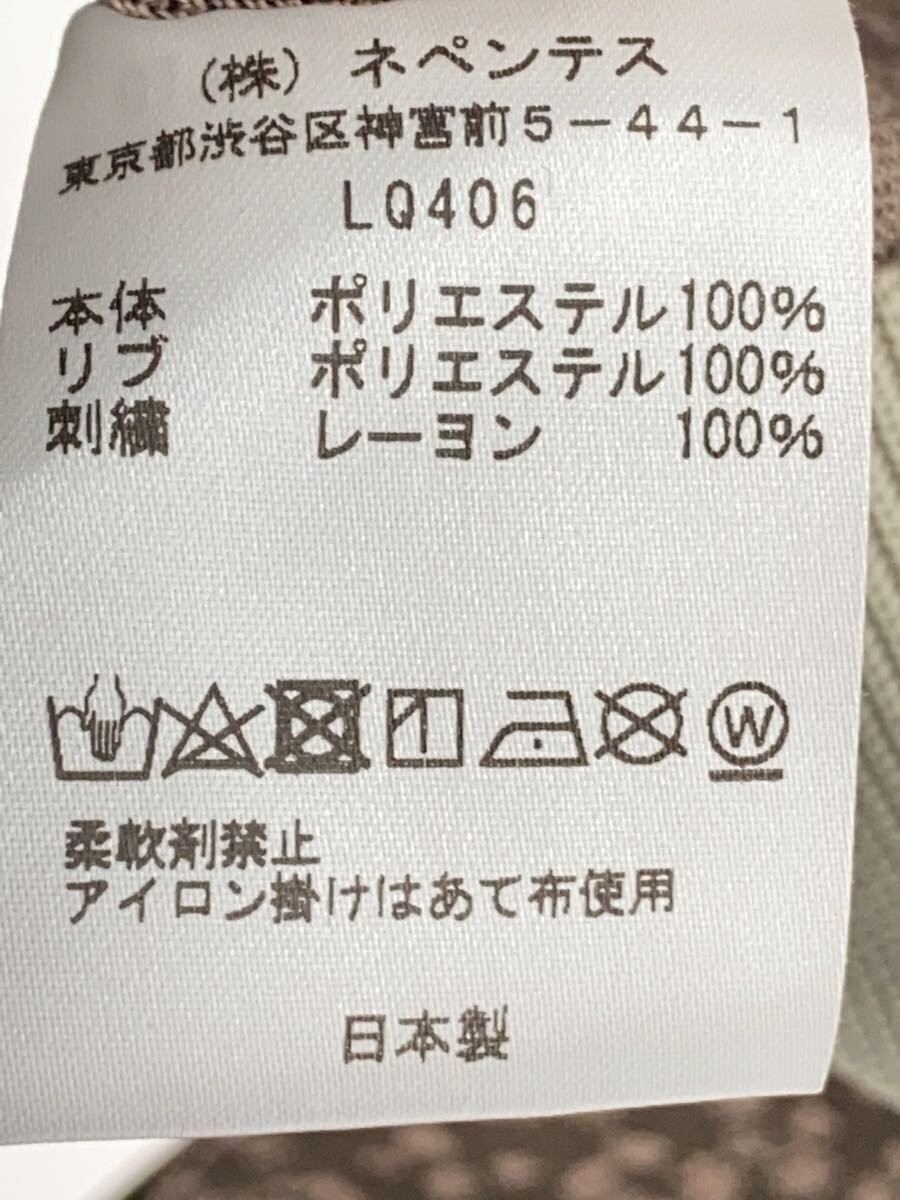 (株) ネペンテス
東京都渋谷区神宮前5-44-1
LQ406
本体 ポリエステル100%
リブ ポリエステル100%
刺繍 レーヨン 100%
W
柔軟剤禁止
アイロン掛けはあて布使用
日本製